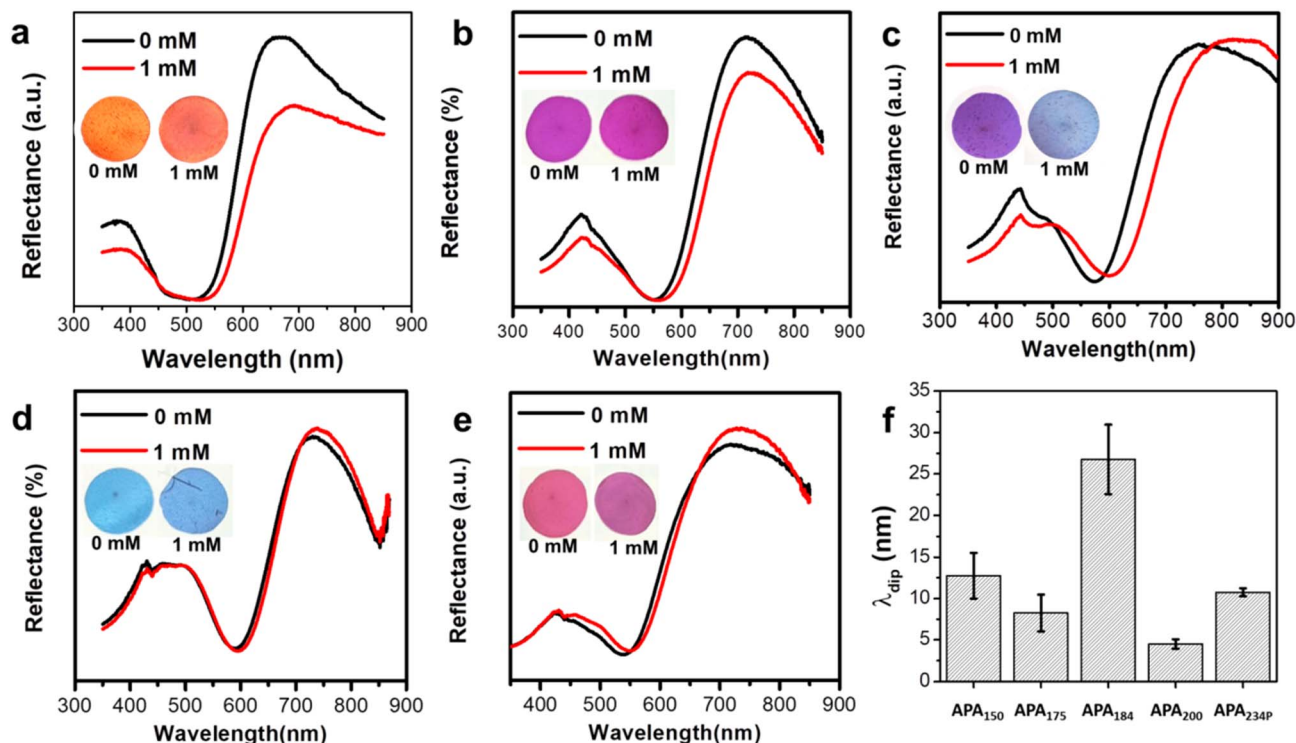 a
0 mM
1 mM
0 mM 1 mM
Reflectance (a.u.)
300 400 500 600 700 800 900
Wavelength (nm)
b
0 mM
1 mM
0 mM 1 mM
Reflectance (%)
300 400 500 600 700 800 900
Wavelength(nm)
c
0 mM
1 mM
0 mM 1 mM
Reflectance (a.u.)
300 400 500 600 700 800 900
Wavelength(nm)
d
0 mM
1 mM
0 mM 1 mM
Reflectance (%)
300 400 500 600 700 800 900
Wavelength(nm)
e
0 mM
1 mM
0 mM 1 mM
Reflectance (a.u.)
400 500 600 700 800 900
Wavelength(nm)
f
35
30
25
20
15
10
5
0
λdip (nm)
APA150 APA175 APA184 APA200 APA234P